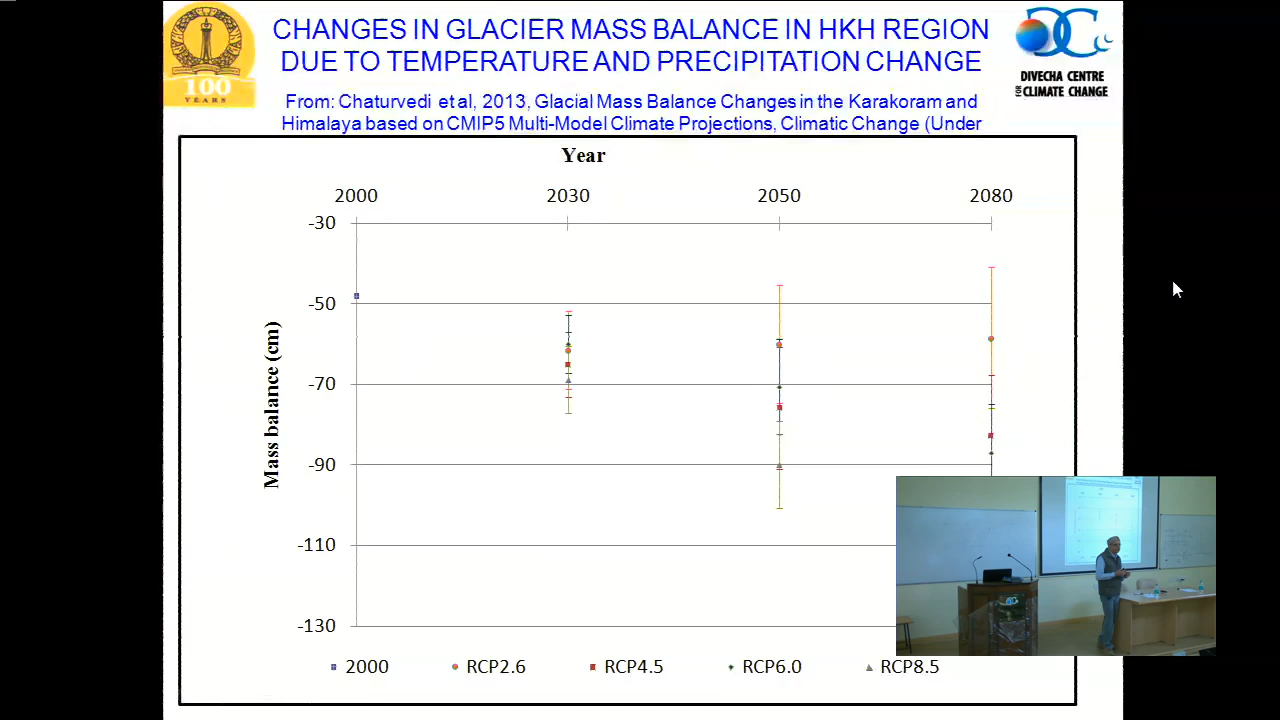 CHANGES IN GLACIER MASS BALANCE IN HKH REGION
DUE TO TEMPERATURE AND PRECIPITATION CHANGE
100
YEARS
DIVECHA CENTRE
FOR CLIMATE CHANGE
From: Chaturvedi et al, 2013, Glacial Mass Balance Changes in the Karakoram and
Himalaya based on CMIP5 Multi-Model Climate Projections, Climatic Change (Under
Year
2000 2030 2050 2080
-30
-50
-70
-90
-110
-130
Mass balance (cm)
2000 RCP2.6 RCP4.5 RCP6.0 RCP8.5